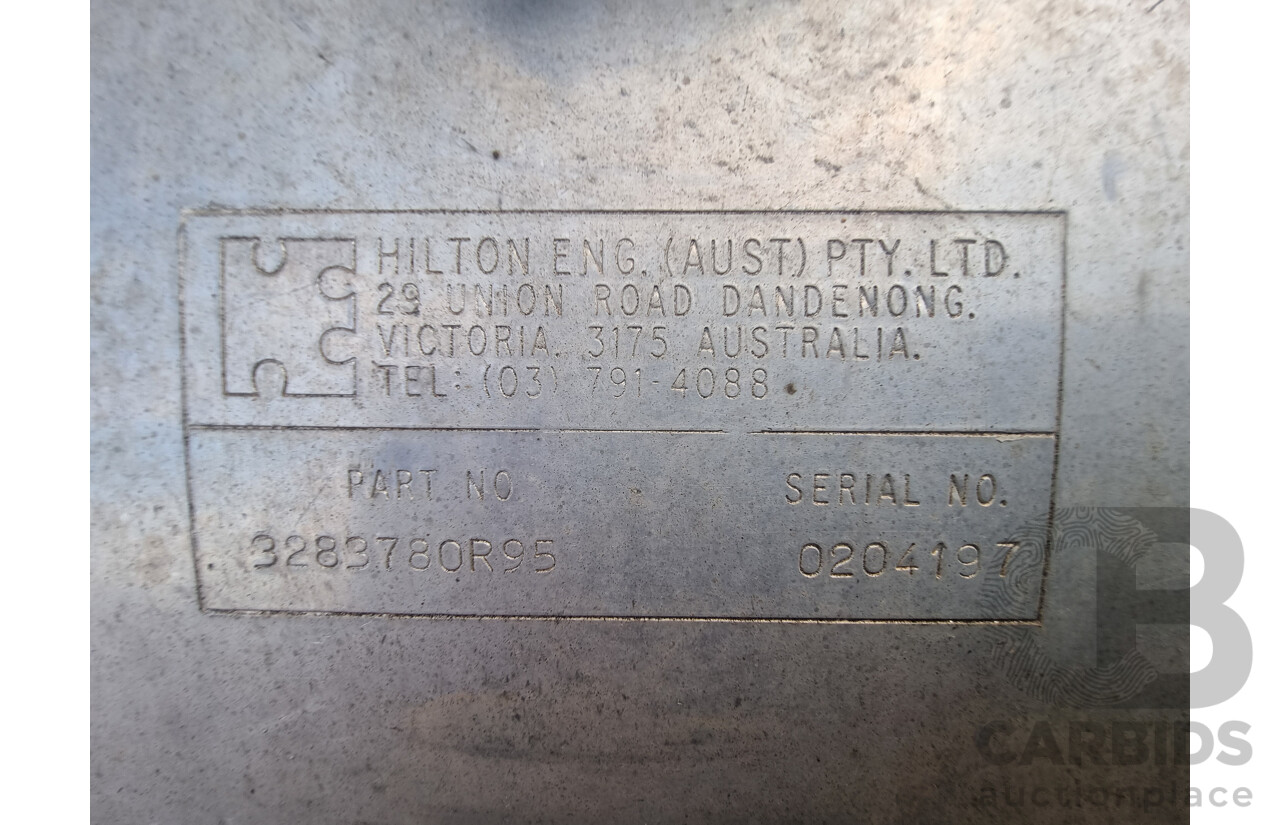 HILTON ENG. (AUST) PTY. LTD.
29 UNION ROAD DANDENONG.
VICTORIA. 3175 AUSTRALIA.
TEL: (03) 791-4088
PART NO
SERIAL NO.
3283780R95
0204197
CARBIDS
auctionplace